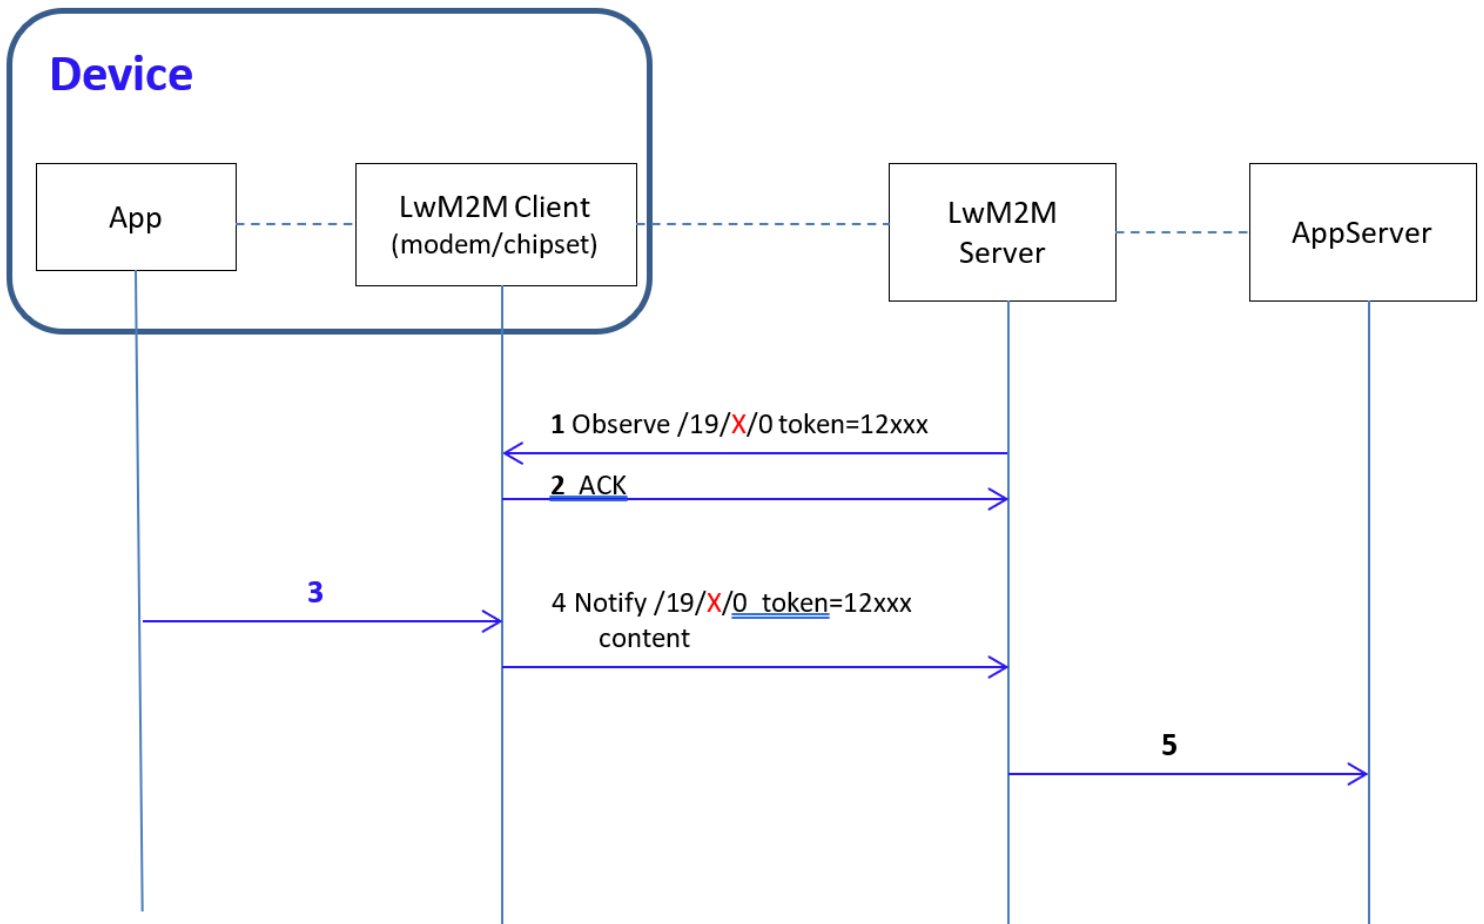 Device
App
LwM2M Client
(modem/chipset)
LwM2M
Server
AppServer
1 Observe /19/X/0 token=12xxx
2 ACK
3
4 Notify /19/X/0 token=12xxx
content
5